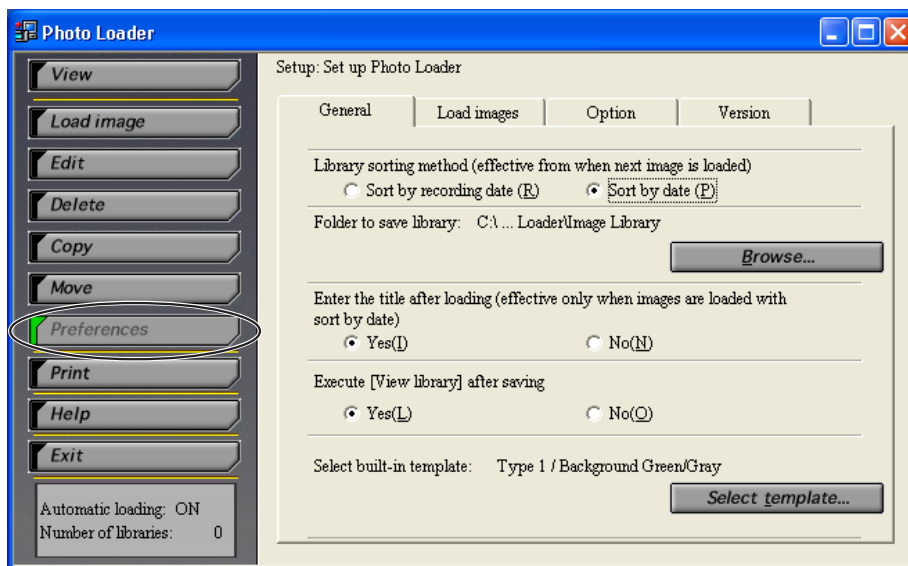 Photo Loader
View
Load image
Edit
Delete
Copy
Move
Preferences
Print
Help
Exit
Automatic loading: ON
Number of libraries: 0
Setup: Set up Photo Loader
General Load images Option Version
Library sorting method (effective from when next image is loaded)
Sort by recording date (R) Sort by date (P)
Folder to save library: C:\ ... Loader\Image Library
Browse...
Enter the title after loading (effective only when images are loaded with
sort by date)
Yes(I) No(N)
Execute [View library] after saving
Yes(L) No(O)
Select built-in template: Type 1 / Background Green/Gray
Select template...